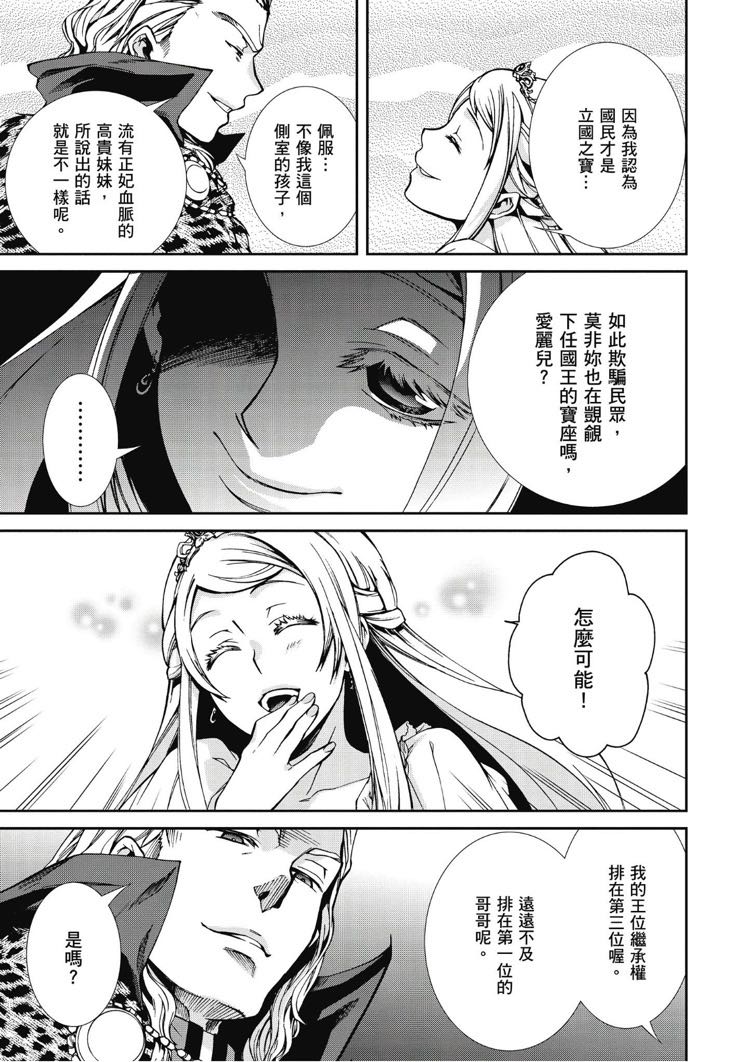 因為我認為
國民才是
立國之寶…
佩服…
不像我這個
側室的孩子，
流有正妃血脈的
高貴妹妹，
所說出的話
就是不一樣呢。
如此欺騙民眾，
莫非妳也在覬覦
下任國王的寶座嗎，
愛麗兒？
………
怎麼可能！
我的王位繼承權
排在第三位喔。
遠遠不及
排在第一位的
哥哥呢。
是嗎？